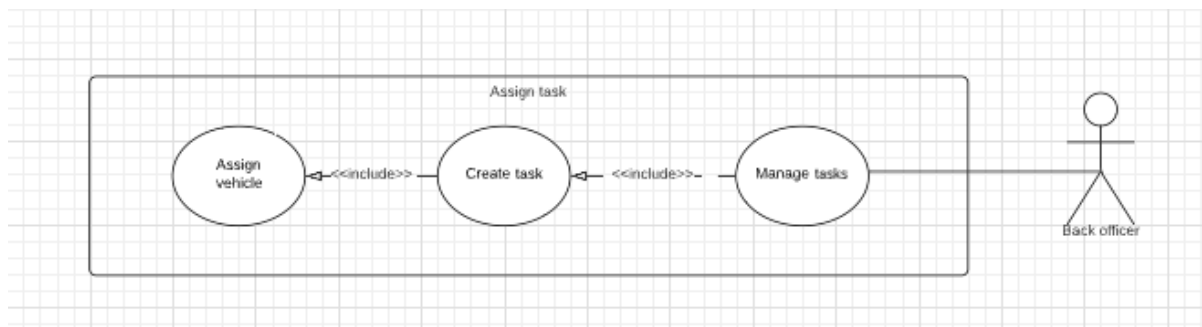 Assign task
Assign
vehicle
<<include>>
Create task
<<include>>
Manage tasks
Back officer